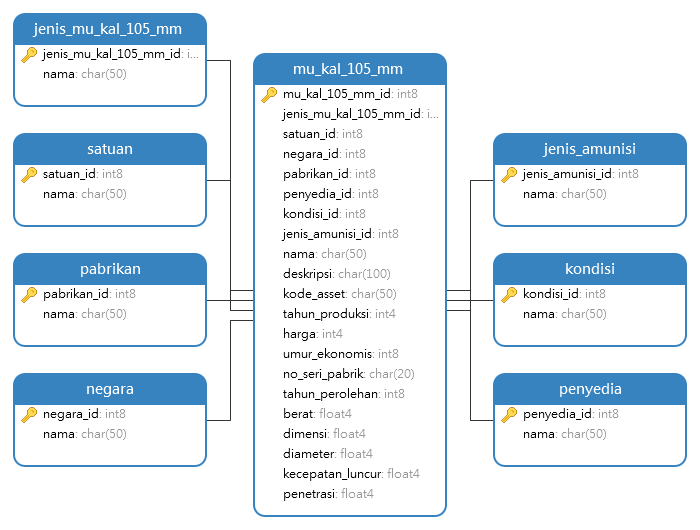 jenis_mu_kal_105_mm
jenis_mu_kal_105_mm_id: i...
nama: char(50)
satuan
satuan_id: int8
nama: char(50)
pabrikan
pabrikan_id: int8
nama: char(50)
negara
negara_id: int8
nama: char(50)
mu_kal_105_mm
mu_kal_105_mm_id: int8
jenis_mu_kal_105_mm_id: i...
satuan_id: int8
negara_id: int8
pabrikan_id: int8
penyedia_id: int8
kondisi_id: int8
jenis_amunisi_id: int8
nama: char(50)
deskripsi: char(100)
kode_asset: char(50)
tahun_produksi: int4
harga: int4
umur_ekonomis: int8
no_seri_pabrik: char(20)
tahun_perolehan: int8
berat: float4
dimensi: float4
diameter: float4
kecepatan_luncur: float4
penetrasi: float4
jenis_amunisi
jenis_amunisi_id: int8
nama: char(50)
kondisi
kondisi_id: int8
nama: char(50)
penyedia
penyedia_id: int8
nama: char(50)